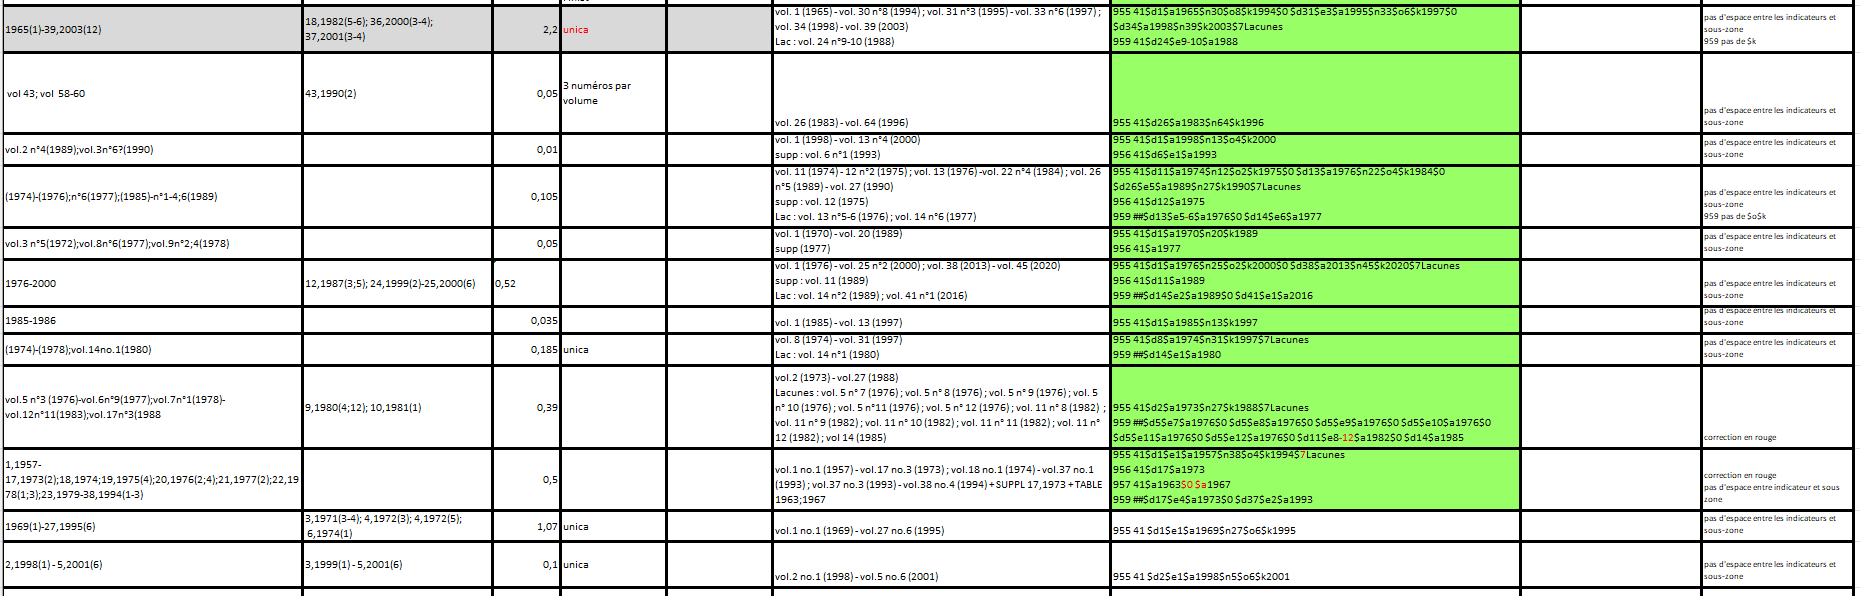 1965(1)-39,2003(12)
18,1982(5-6); 36,2000(3-4);
37,2001(3-4)
2,2
unica
vol. 1 (1965) - vol. 30 n°8 (1994) ; vol. 31 n°3 (1995) - vol. 33 n°6 (1997) ;
vol. 34 (1998) - vol. 39 (2003)
Lac : vol. 24 n°9-10 (1988)
955 41$d1$a1965$n30$o8$k1994$0 $d31$e3$a1995$n33$o6$k1997$0
$d34$a1998$n39$k2003$7Lacunes
959 41$d24$e9-10$a1988
pas d'espace entre les indicateurs et
sous-zone
959 pas de $k
vol 43; vol 58-60
43,1990(2)
0,05
3 numéros par
volume
vol. 26 (1983) - vol. 64 (1996)
955 41$d26$a1983$n64$k1996
pas d'espace entre les indicateurs et
sous-zone
vol.2 n°4(1989);vol.3n°6?(1990)
0,01
vol. 1 (1998) - vol. 13 n°4 (2000)
supp : vol. 6 n°1 (1993)
955 41$d1$a1998$n13$o4$k2000
956 41$d6$e1$a1993
pas d'espace entre les indicateurs et
sous-zone
(1974)-(1976);n°6(1977);(1985)-n°1-4;6(1989)
0,105
vol. 11 (1974) - 12 n°2 (1975) ; vol. 13 (1976) -vol. 22 n°4 (1984) ; vol. 26
n°5 (1989) - vol. 27 (1990)
supp : vol. 12 (1975)
Lac : vol. 13 n°5-6 (1976) ; vol. 14 n°6 (1977)
955 41$d11$a1974$n12$o2$k1975$0 $d13$a1976$n22$o4$k1984$0
$d26$e5$a1989$n27$k1990$7Lacunes
956 41$d12$a1975
959 ##$d13$e5-6$a1976$0 $d14$e6$a1977
pas d'espace entre les indicateurs et
sous-zone
959 pas de $o$k
vol.3 n°5(1972);vol.8n°6(1977);vol.9n°2;4(1978)
0,05
vol. 1 (1970) - vol. 20 (1989)
supp (1977)
955 41$d1$a1970$n20$k1989
956 41$a1977
pas d'espace entre les indicateurs et
sous-zone
1976-2000
12,1987(3;5); 24,1999(2)-25,2000(6)
0,52
vol. 1 (1976) - vol. 25 n°2 (2000) ; vol. 38 (2013) - vol. 45 (2020)
supp : vol. 11 (1989)
Lac : vol. 14 n°2 (1989) ; vol. 41 n°1 (2016)
955 41$d1$a1976$n25$o2$k2000$0 $d38$a2013$n45$k2020$7Lacunes
956 41$d11$a1989
959 ##$d14$e2$a1989$0 $d41$e1$a2016
pas d'espace entre les indicateurs et
sous-zone
1985-1986
0,035
vol. 1 (1985) - vol. 13 (1997)
955 41$d1$a1985$n13$k1997
pas d'espace entre les indicateurs et
sous-zone
(1974)-(1978);vol.14no.1(1980)
0,185
unica
vol. 8 (1974) - vol. 31 (1997)
Lac : vol. 14 n°1 (1980)
955 41$d8$a1974$n31$k1997$7Lacunes
959 ##$d14$e1$a1980
pas d'espace entre les indicateurs et
sous-zone
vol.5 n°3 (1976)-vol.6n°9(1977);vol.7n°1(1978)-
vol.12n°11(1983);vol.17n°3(1988
9,1980(4;12); 10,1981(1)
0,39
vol.2 (1973) - vol.27 (1988)
Lacunes : vol. 5 n° 7 (1976) ; vol. 5 n° 8 (1976) ; vol. 5 n° 9 (1976) ; vol. 5
n° 10 (1976) ; vol. 5 n°11 (1976) ; vol. 5 n° 12 (1976) ; vol. 11 n° 8 (1982) ;
vol. 11 n° 9 (1982) ; vol. 11 n° 10 (1982) ; vol. 11 n° 11 (1982) ; vol. 11 n°
12 (1982) ; vol 14 (1985)
955 41$d2$a1973$n27$k1988$7Lacunes
959 ##$d5$e7$a1976$0 $d5$e8$a1976$0 $d5$e9$a1976$0 $d5$e10$a1976$0
$d5$e11$a1976$0 $d5$e12$a1976$0 $d11$e8-12$a1982$0 $d14$a1985
correction en rouge
1,1957-
17,1973(2);18,1974;19,1975(4);20,1976(2;4);21,1977(2);22,19
78(1;3);23,1979-38,1994(1-3)
0,5
vol.1 no.1 (1957) - vol.17 no.3 (1973) ; vol.18 no.1 (1974) - vol.37 no.1
(1993) ; vol.37 no.3 (1993) - vol.38 no.4 (1994) + SUPPL 17,1973 + TABLE
1963;1967
955 41$d1$e1$a1957$n38$o4$k1994$7Lacunes
956 41$d17$a1973
957 41$a1963$0 $a1967
959 ##$d17$e4$a1973$0 $d37$e2$a1993
correction en rouge
pas d'espace entre indicateur et sous
zone
1969(1)-27,1995(6)
3,1971(3-4); 4,1972(3); 4,1972(5);
6,1974(1)
1,07
unica
vol.1 no.1 (1969) - vol.27 no.6 (1995)
955 41 $d1$e1$a1969$n27$o6$k1995
pas d'espace entre les indicateurs et
sous-zone
2,1998(1) - 5,2001(6)
3,1999(1) - 5,2001(6)
0,1
unica
vol.2 no.1 (1998) - vol.5 no.6 (2001)
955 41 $d2$e1$a1998$n5$o6$k2001
pas d'espace entre les indicateurs et
sous-zone